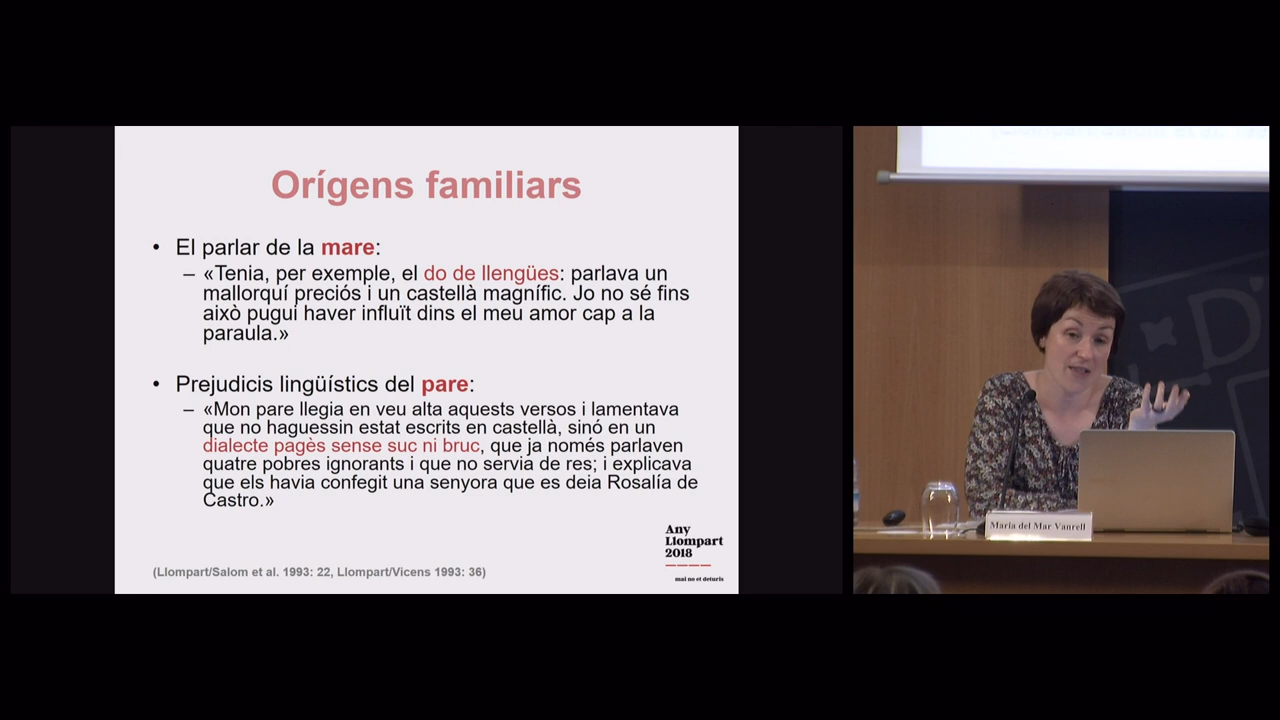 Orígens familiars
• El parlar de la mare:
– «Tenia, per exemple, el do de llengües: parlava un
mallorquí preciós i un castellà magnífic. Jo no sé fins
això pugui haver influït dins el meu amor cap a la
paraula.»
• Prejudicis lingüístics del pare:
– «Mon pare llegia en veu alta aquests versos i lamentava
que no haguessin estat escrits en castellà, sinó en un
dialecte pagès sense suc ni bruc, que ja només parlaven
quatre pobres ignorants i que no servia de res; i explicava
que els havia confegit una senyora que es deia Rosalía de
Castro.»
Any
Llompart
2018
mai no et deturis
(Llompart/Salom et al. 1993: 22, Llompart/Vicens 1993: 36)
Maria del Mar Vanrell